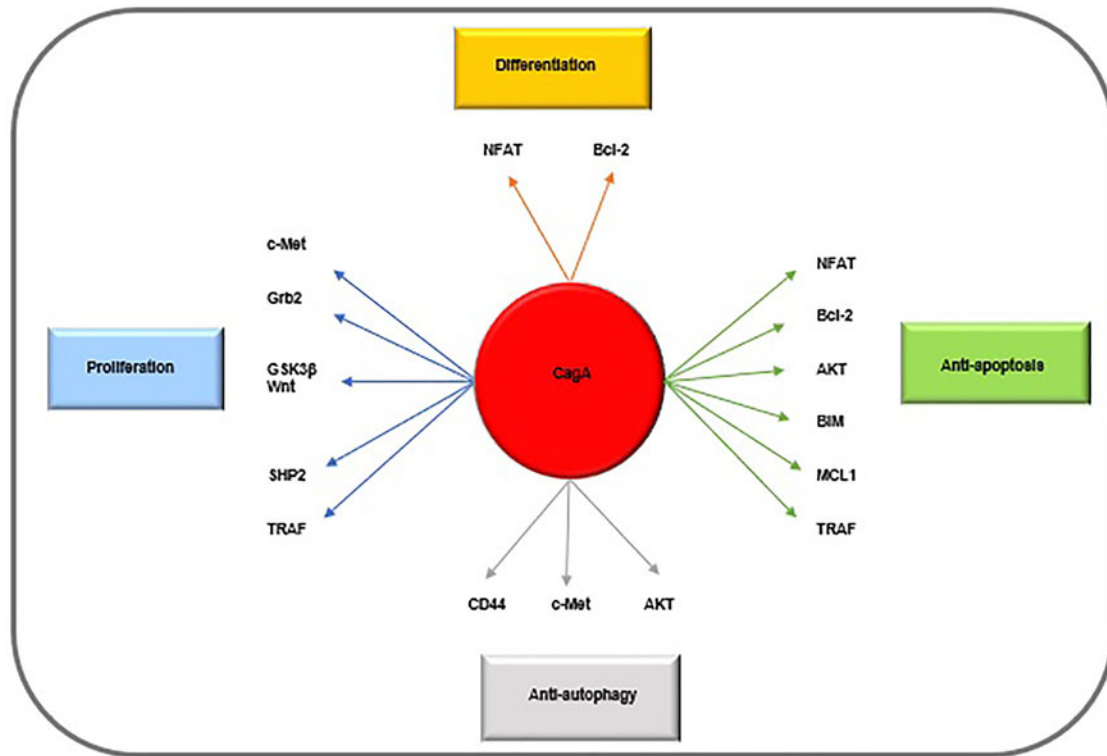 Differentiation
NFAT
Bcl-2
c-Met
Grb2
GSK3β
Wnt
SHP2
TRAF
Proliferation
CagA
NFAT
Bcl-2
AKT
BIM
MCL1
TRAF
Anti-apoptosis
CD44
c-Met
AKT
Anti-autophagy